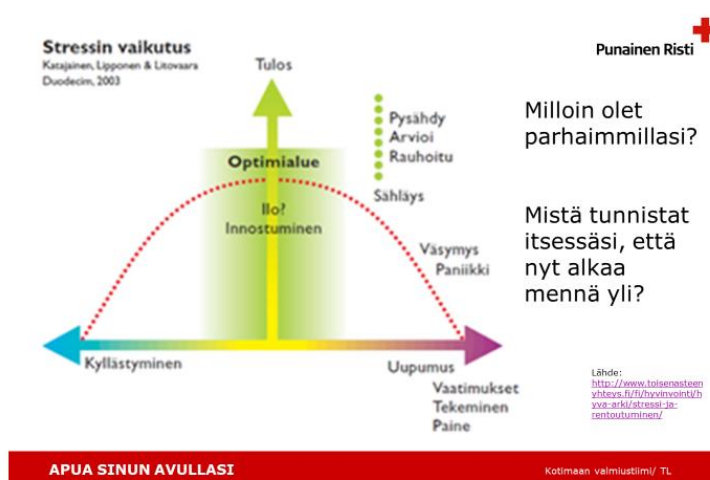 Stressin vaikutus
Katajainen, Lipponen & Litovaara
Duodecim, 2003
Tulos
Punainen Risti
Pysähdy
Arvioi
Rauhoitu
Milloin olet
parhaimmillasi?
Optimialue
Sähläys
Ilo?
Innostuminen
Mistä tunnistat
itsessäsi, että
nyt alkaa
mennä yli?
Väsymys
Paniikki
Kyllästyminen
Uupumus
Vaatimukset
Tekeminen
Paine
Lähde:
http://www.toisenasteen
yhteys.fi/fi/hyvinvointi/h
yva-arki/stressi-ja-
rentoutuminen/
APUA SINUN AVULLASI
Kotimaan valmiustiimi/ TL